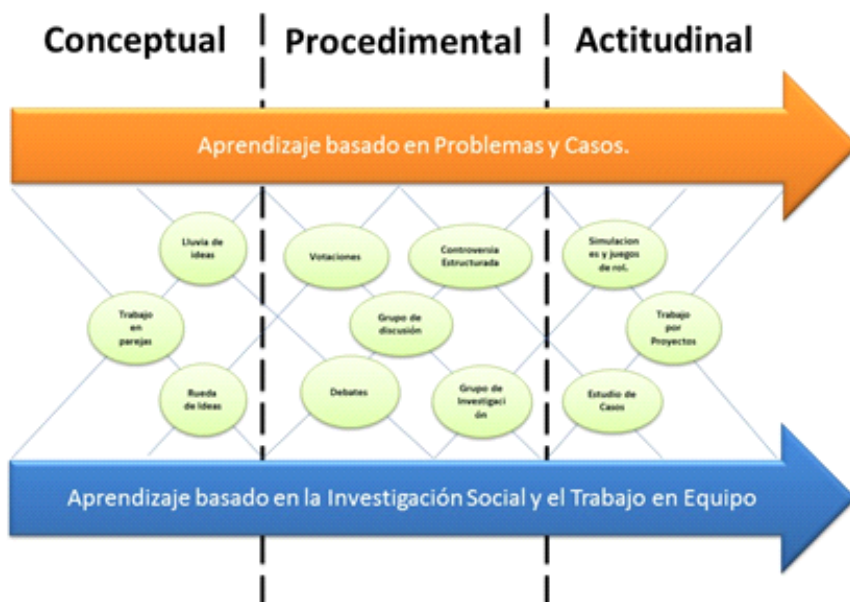 Conceptual
Procedimental
Actitudinal
Aprendizaje basado en Problemas y Casos.
Lluvia de
ideas
Votaciones
Controversia
Estructurada
Simulacion
es y juegos
de rol.
Trabajo
en
parejas
Grupo de
discusión
Trabajo
por
Proyectos
Rueda
de Ideas
Debates
Grupo de
Investigaci
ón
Estudio de
Casos
Aprendizaje basado en la Investigación Social y el Trabajo en Equipo